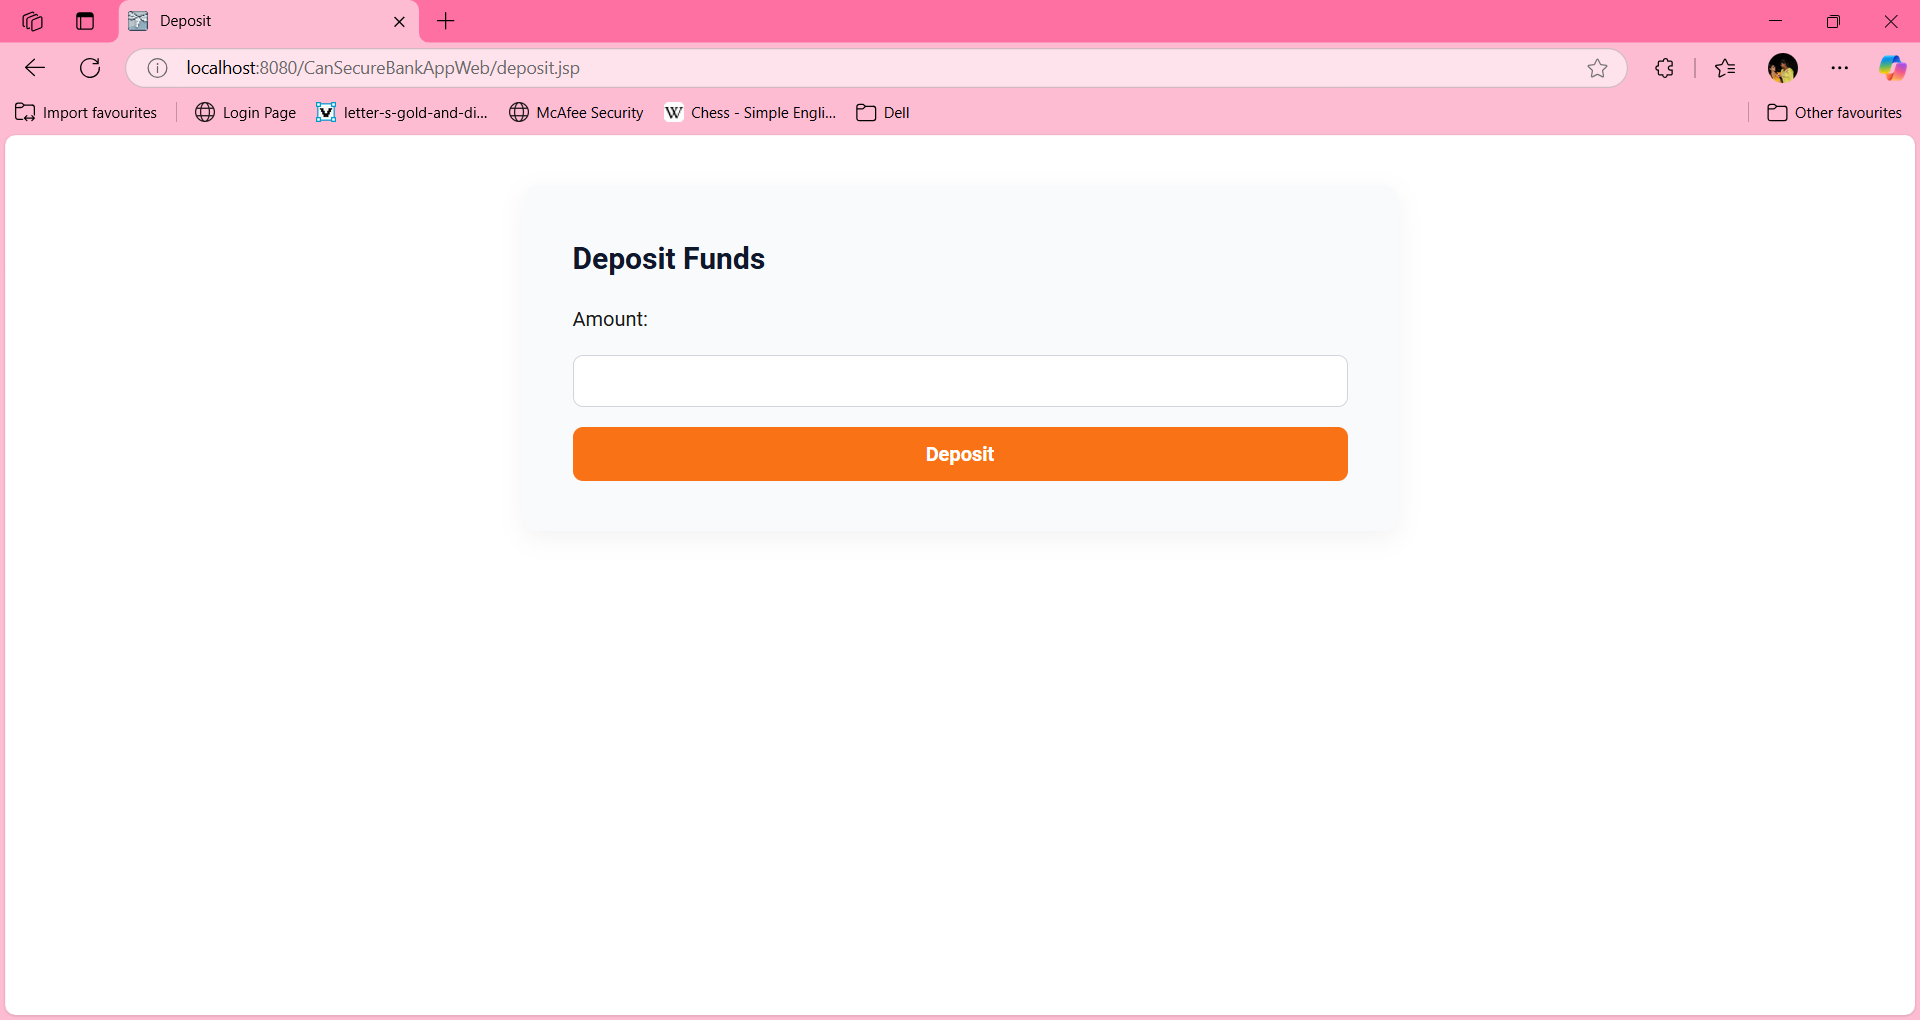 Deposit
localhost:8080/CanSecureBankAppWeb/deposit.jsp
Import favourites
Login Page
letter-s-gold-and-di...
McAfee Security
W Chess - Simple Engli...
Dell
Other favourites
Deposit Funds
Amount:
Deposit